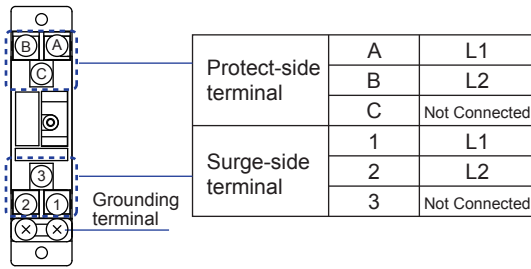 B A
C
3
2 1
Grounding
terminal
Protect-side
terminal
A L1
B L2
C Not Connected
Surge-side
terminal
1 L1
2 L2
3 Not Connected